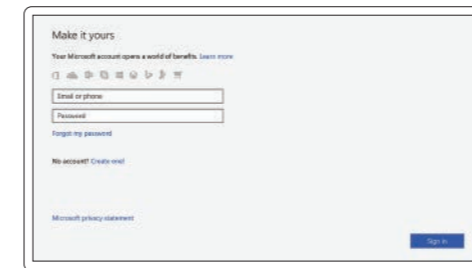 Make it yours
Your Microsoft account opens a world of benefits. Learn more
Email or phone
Password
Forgot my password
No account? Create one!
Microsoft privacy statement
Sign in